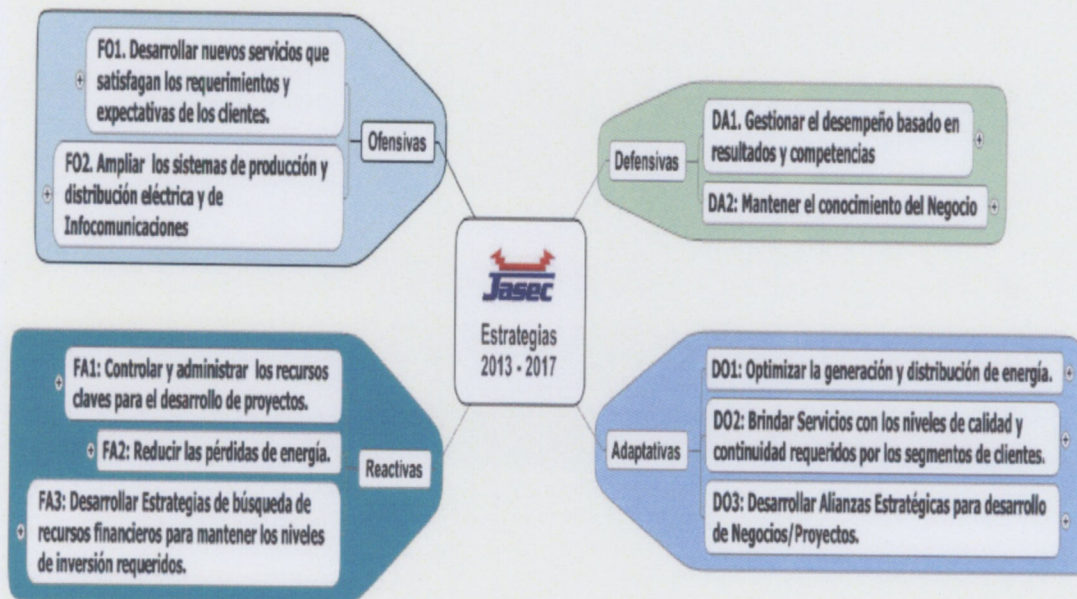 FO1. Desarrollar nuevos servicios que
satisfagan los requerimientos y
expectativas de los clientes.
FO2. Ampliar los sistemas de producción y
distribución eléctrica y de
Infocomunicaciones
Ofensivas
Defensivas
DA1. Gestionar el desempeño basado en
resultados y competencias
DA2: Mantener el conocimiento del Negocio
Jasec
Estrategias
2013 - 2017
FA1: Controlar y administrar los recursos
claves para el desarrollo de proyectos.
FA2: Reducir las pérdidas de energía.
FA3: Desarrollar Estrategias de búsqueda de
recursos financieros para mantener los niveles
de inversión requeridos.
Reactivas
Adaptativas
DO1: Optimizar la generación y distribución de energía.
DO2: Brindar Servicios con los niveles de calidad y
continuidad requeridos por los segmentos de clientes.
DO3: Desarrollar Alianzas Estratégicas para desarrollo
de Negocios/Proyectos.